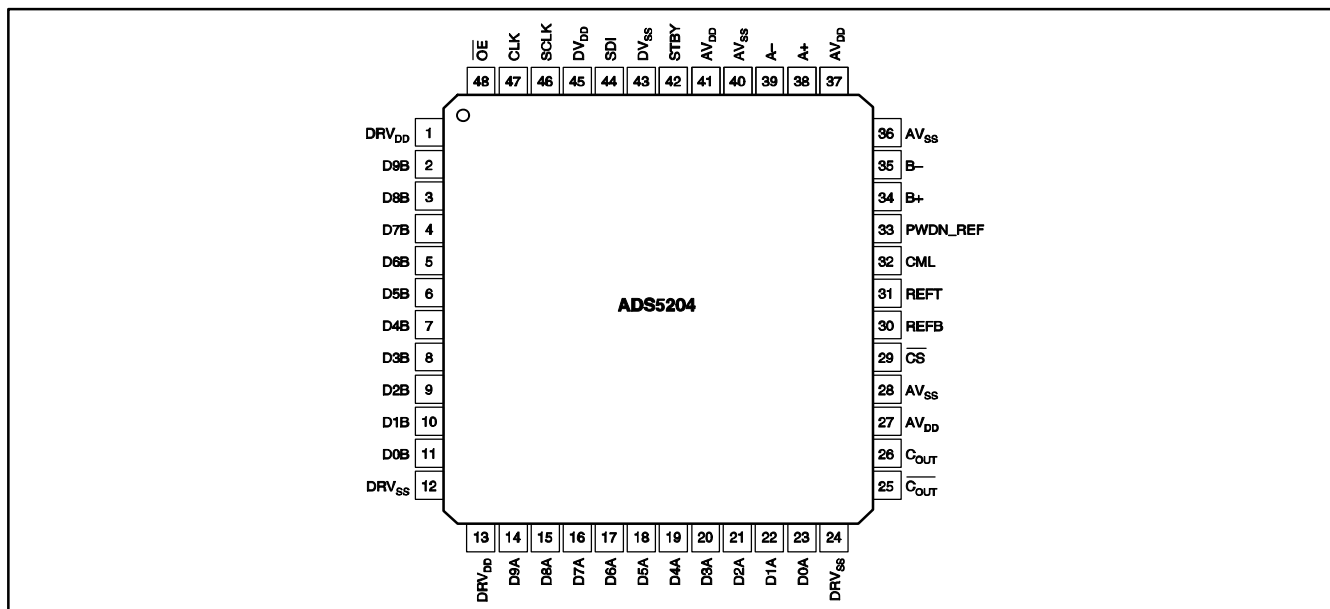 OE CLK SCLK DVDD SDI DVSS STBY AVDD AVSS A– A+ AVDD
48 47 46 45 44 43 42 41 40 39 38 37
DRVDD 1 36 AVSS
D9B 2 35 B–
D8B 3 34 B+
D7B 4 33 PWDN_REF
D6B 5 32 CML
D5B 6 31 REFT
ADS5204
D4B 7 30 REFB
D3B 8 29 CS
D2B 9 28 AVSS
D1B 10 27 AVDD
D0B 11 26 COUT
DRVSS 12 25 COUT
13 14 15 16 17 18 19 20 21 22 23 24
DRVDD D9A D8A D7A D6A D5A D4A D3A D2A D1A D0A DRVSS